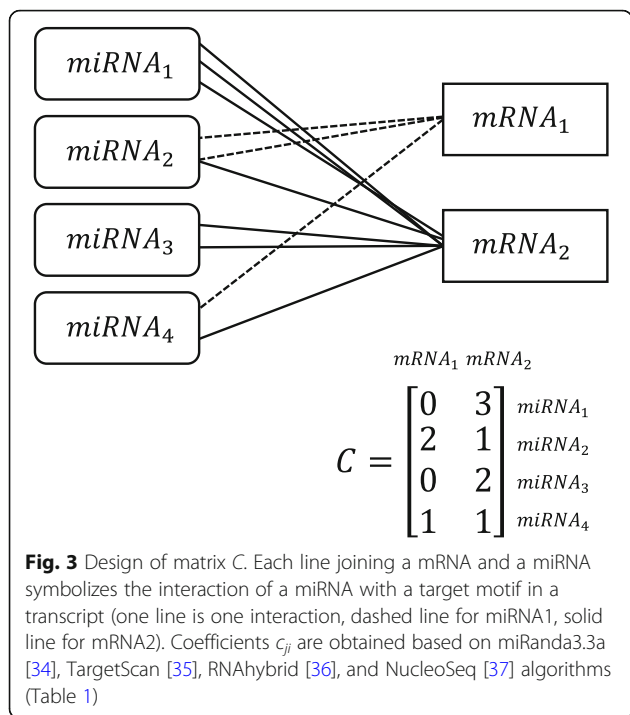 miRNA₁
miRNA₂
miRNA₃
miRNA₄
mRNA₁
mRNA₂
mRNA₁ mRNA₂
C =
0 3 miRNA₁
2 1 miRNA₂
0 2 miRNA₃
1 1 miRNA₄
Fig. 3 Design of matrix C. Each line joining a mRNA and a miRNA
symbolizes the interaction of a miRNA with a target motif in a
transcript (one line is one interaction, dashed line for miRNA1, solid
line for mRNA2). Coefficients cⱼᵢ are obtained based on miRanda3.3a
[34], TargetScan [35], RNAhybrid [36], and NucleoSeq [37] algorithms
(Table 1)